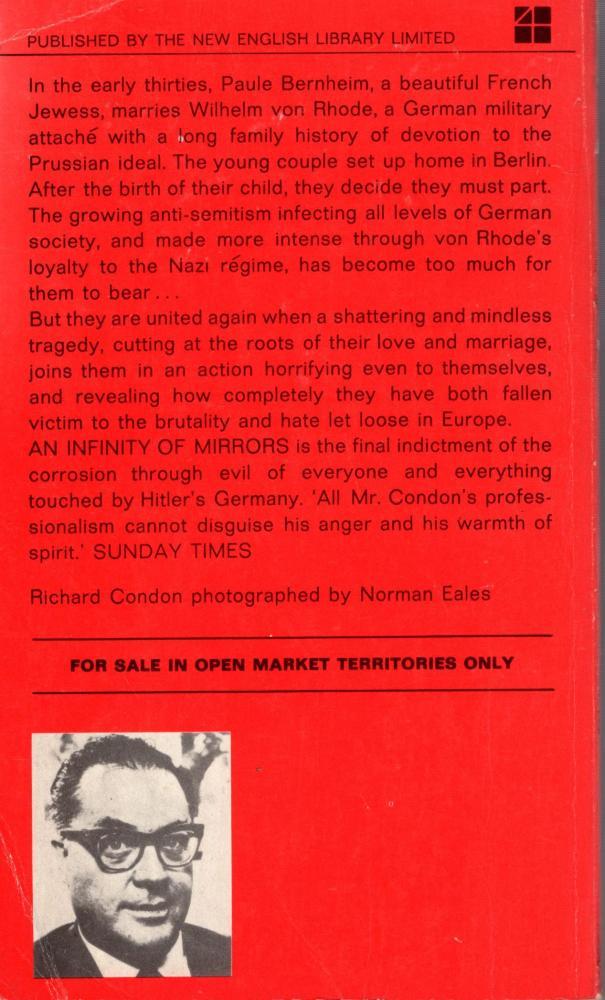 PUBLISHED BY THE NEW ENGLISH LIBRARY LIMITED
In the early thirties, Paule Bernheim, a beautiful French
Jewess, marries Wilhelm von Rhode, a German military
attaché with a long family history of devotion to the
Prussian ideal. The young couple set up home in Berlin.
After the birth of their child, they decide they must part.
The growing anti-semitism infecting all levels of German
society, and made more intense through von Rhode's
loyalty to the Nazi régime, has become too much for
them to bear...
But they are united again when a shattering and mindless
tragedy, cutting at the roots of their love and marriage,
joins them in an action horrifying even to themselves,
and revealing how completely they have both fallen
victim to the brutality and hate let loose in Europe.
AN INFINITY OF MIRRORS is the final indictment of the
corrosion through evil of everyone and everything
touched by Hitler's Germany. 'All Mr. Condon's profes-
sionalism cannot disguise his anger and his warmth of
spirit.' SUNDAY TIMES
Richard Condon photographed by Norman Eales
FOR SALE IN OPEN MARKET TERRITORIES ONLY